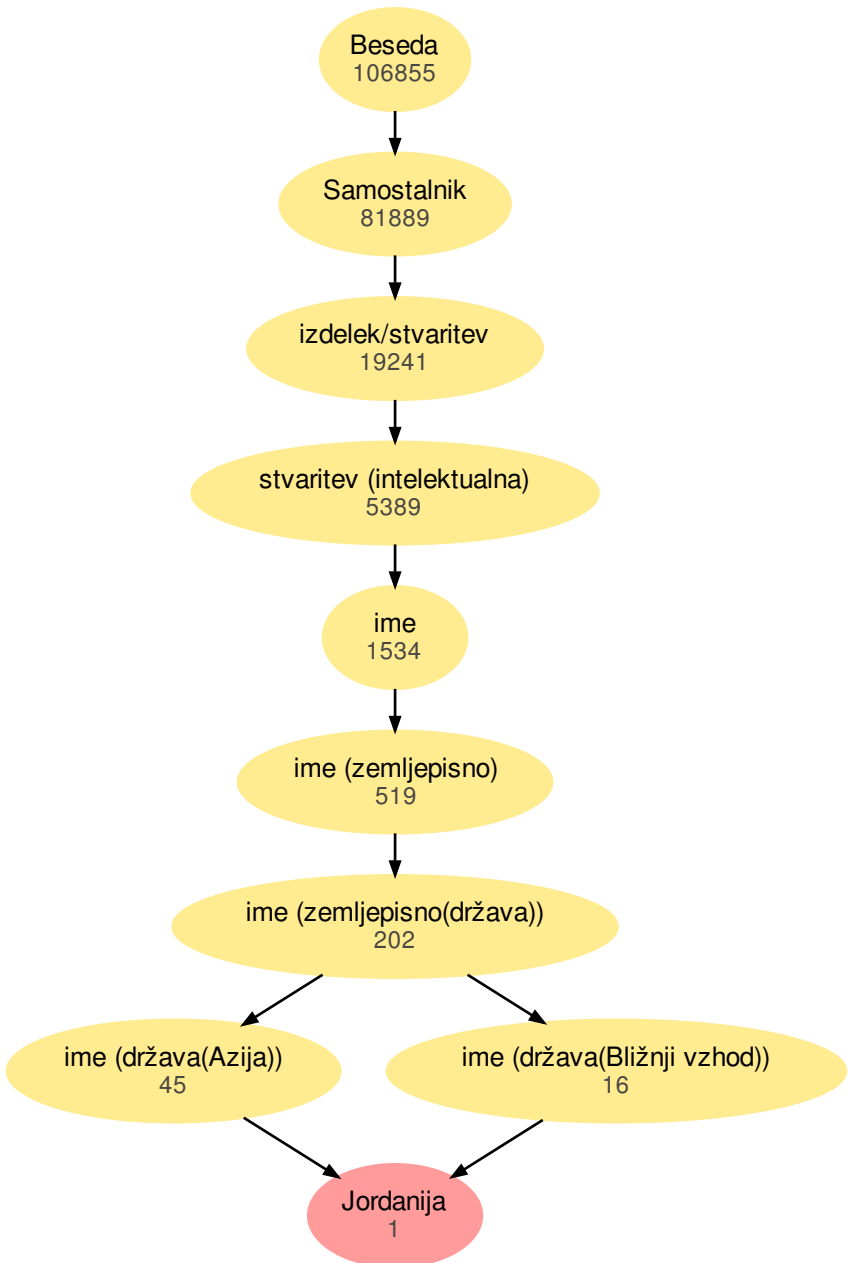 Beseda
106855
Samostalnik
81889
izdelek/stvaritev
19241
stvaritev (intelektualna)
5389
ime
1534
ime (zemljepisno)
519
ime (zemljepisno(država))
202
ime (država(Azija))
45
ime (država(Bližnji vzhod))
16
Jordanija
1